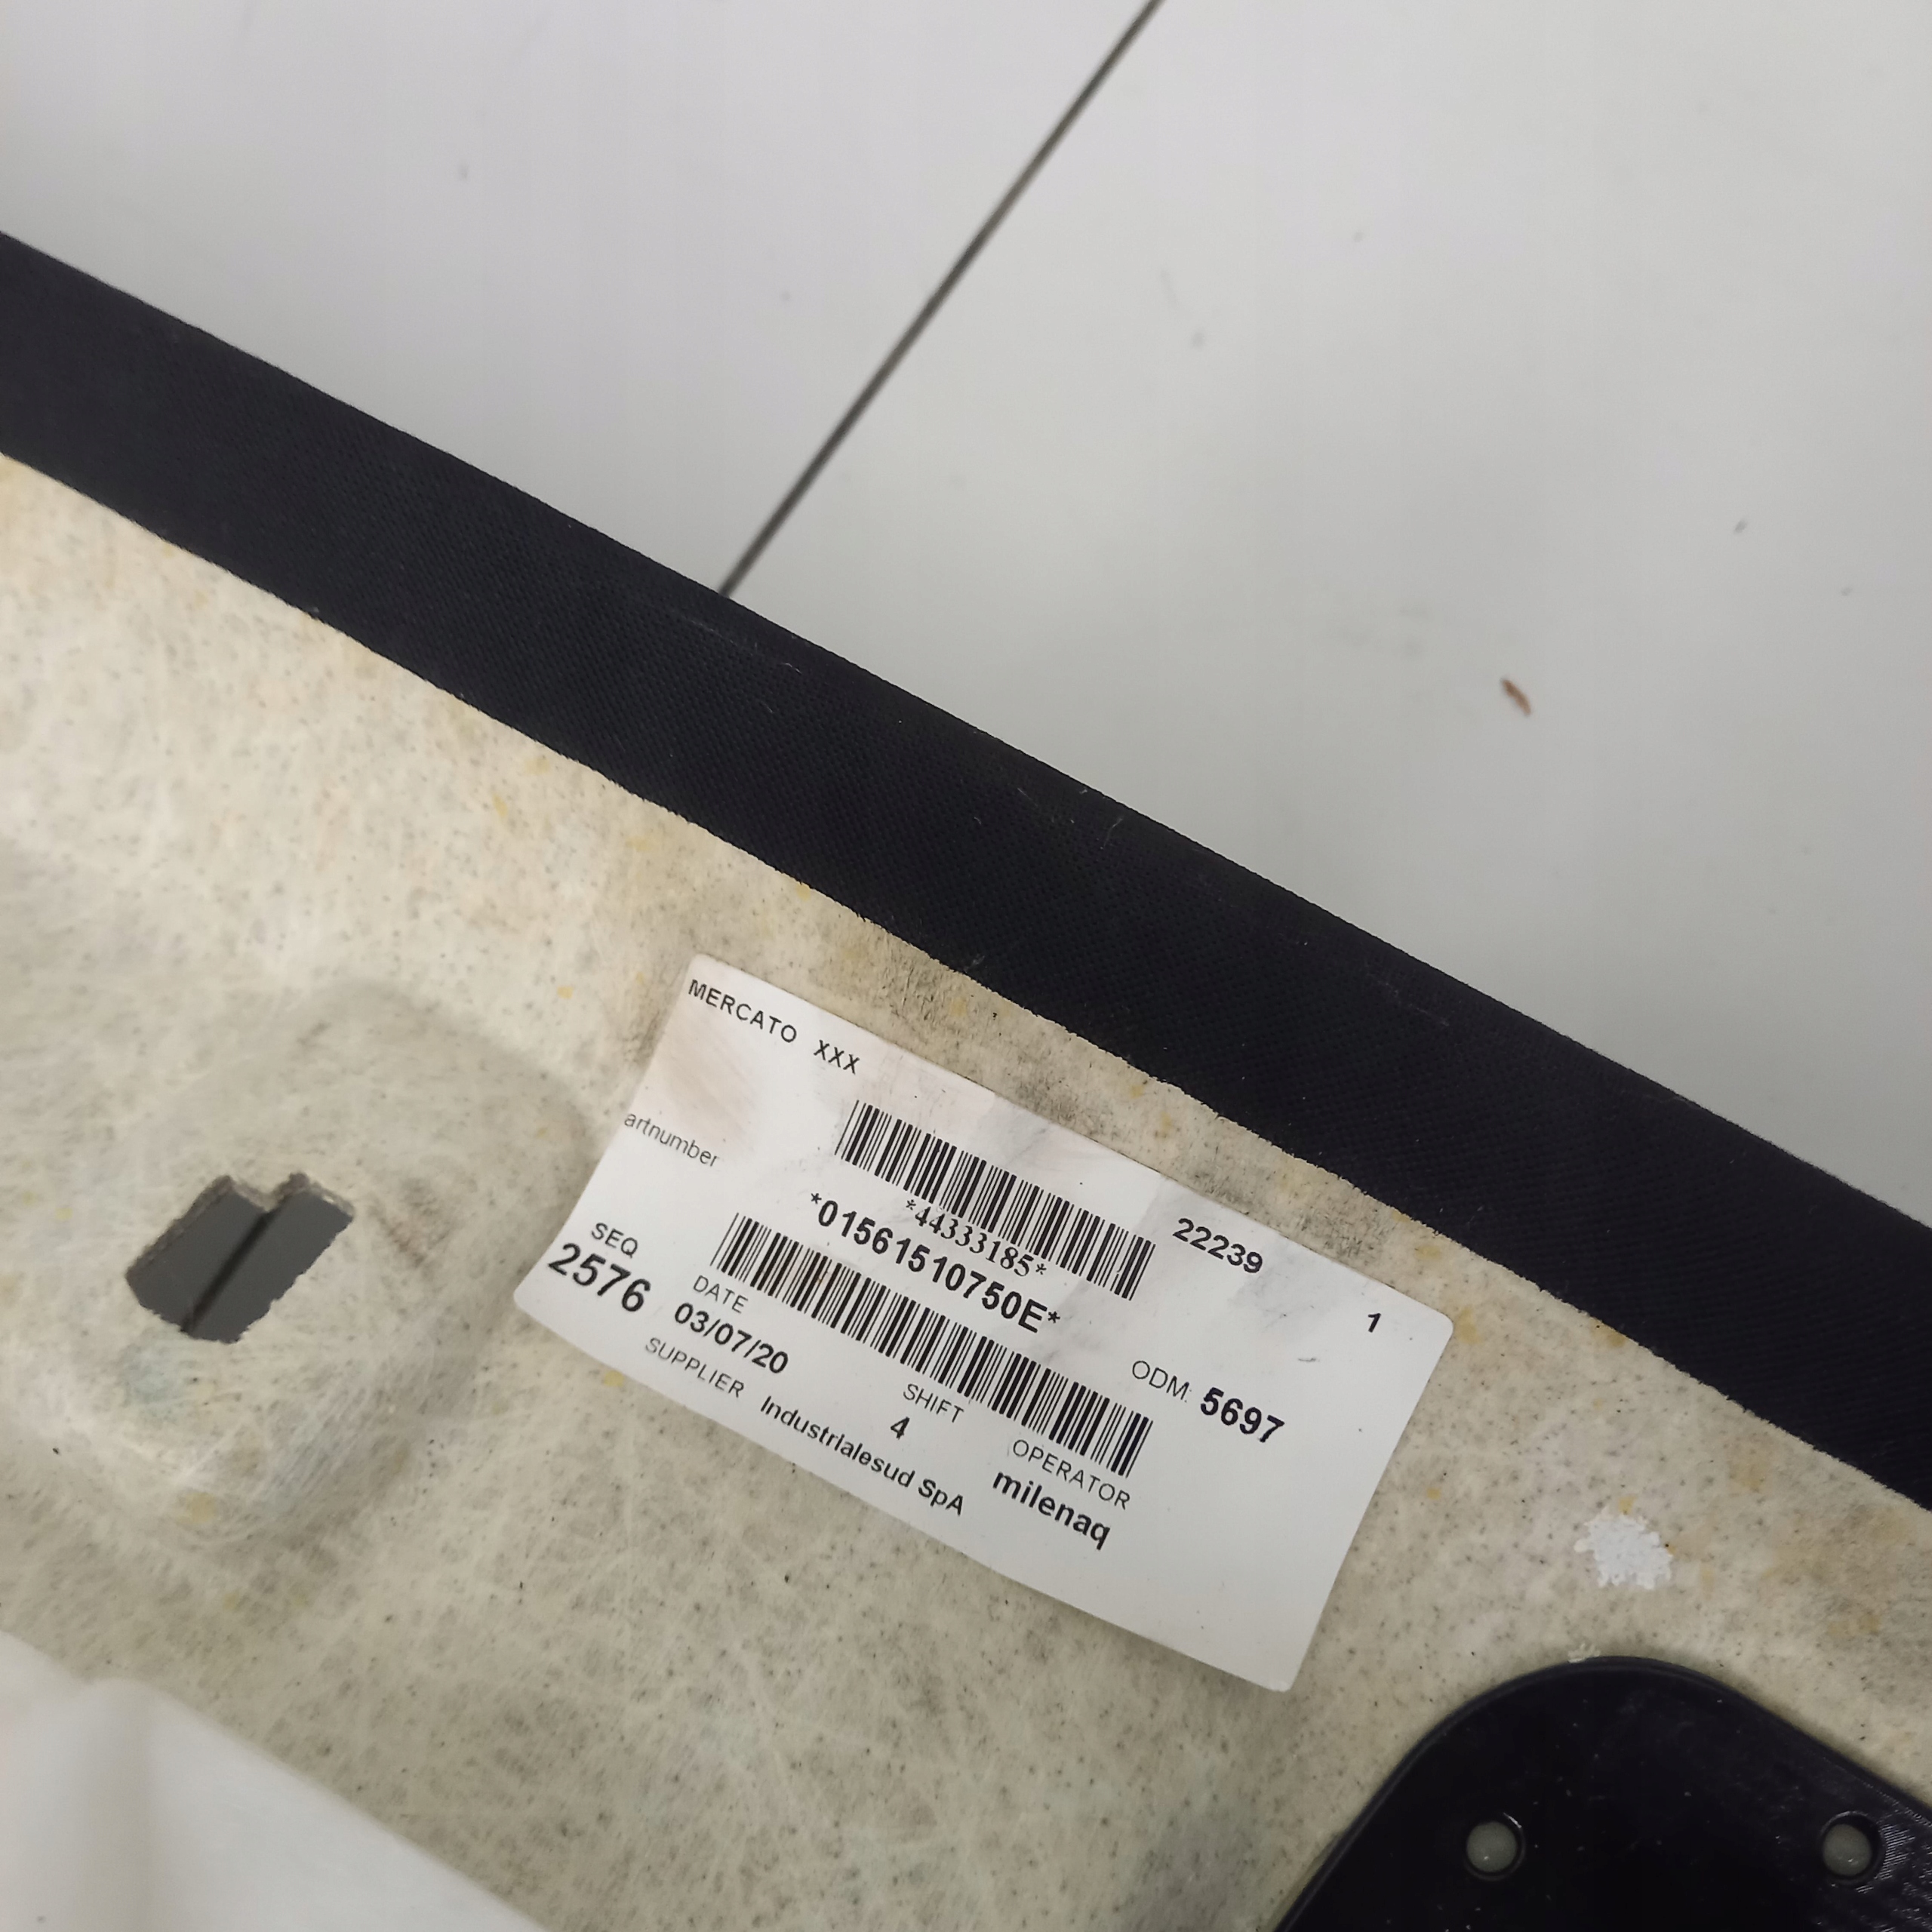 MERCATO XXX
artnumber
*44333185*
22239
1
*01561510750E*
SEQ
2576
DATE
03/07/20
ODM: 5697
SHIFT
4
OPERATOR
milenaq
SUPPLIER Industrialesud SpA